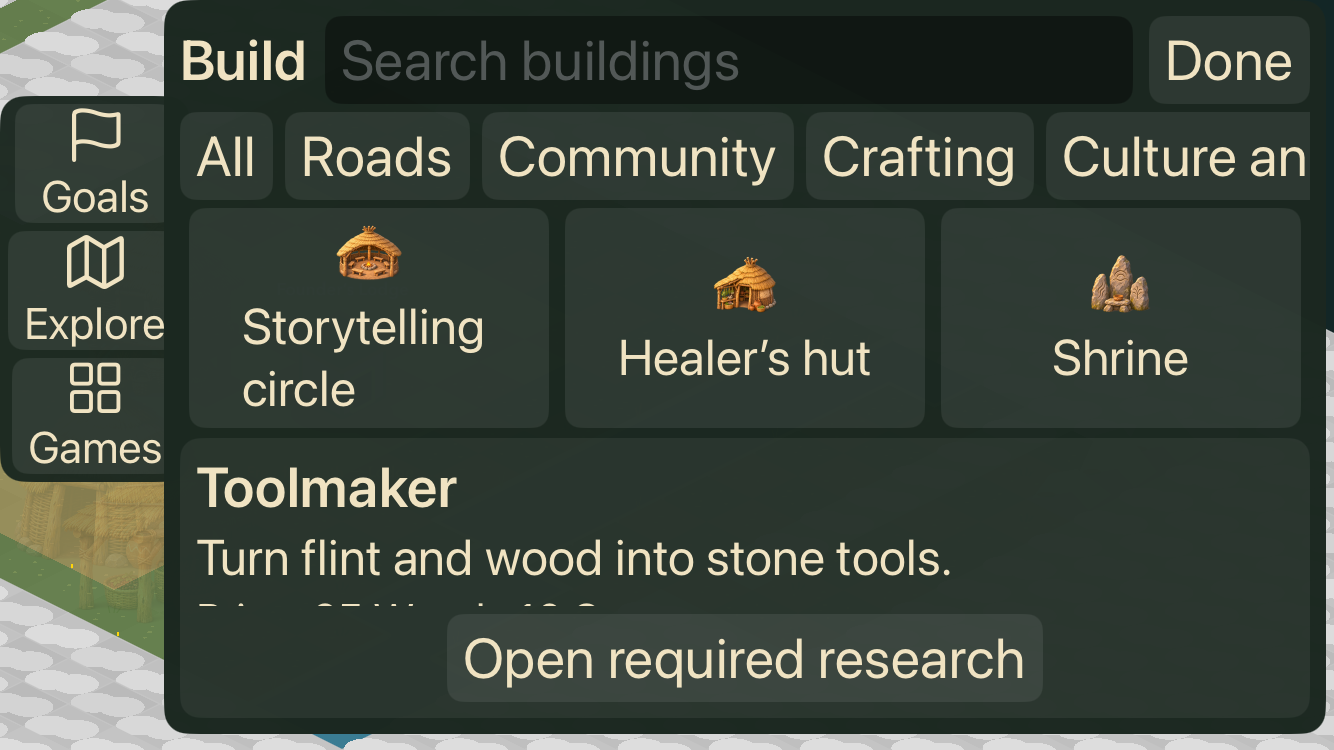 Build
Search buildings
Done
All
Roads
Community
Crafting
Culture an
Goals
Explore
Games
Storytelling
circle
Healer’s hut
Shrine
Toolmaker
Turn flint and wood into stone tools.
Open required research